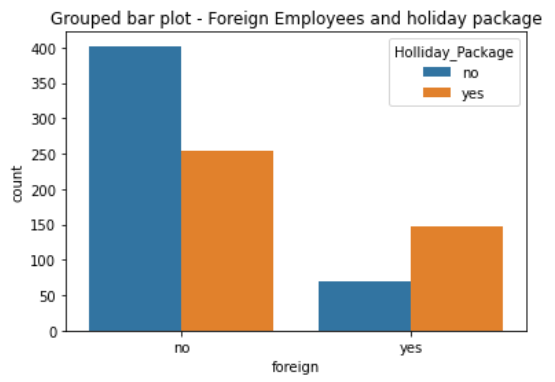 Grouped bar plot - Foreign Employees and holiday package
Holliday_Package
no
yes
400
350
300
250
200
150
100
50
0
count
no
yes
foreign